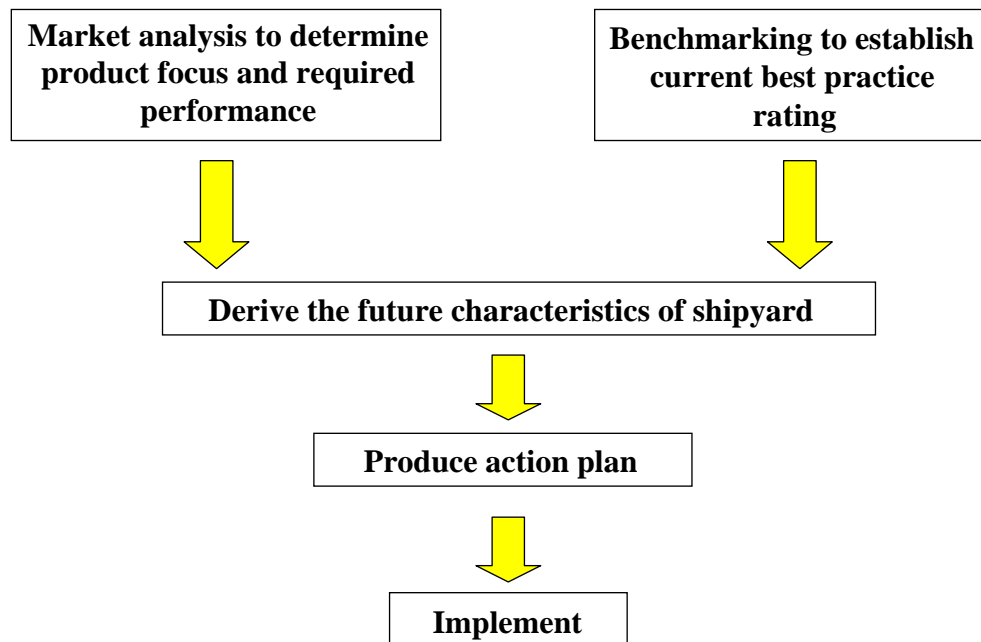 Market analysis to determine
product focus and required
performance
Benchmarking to establish
current best practice
rating
Derive the future characteristics of shipyard
Produce action plan
Implement